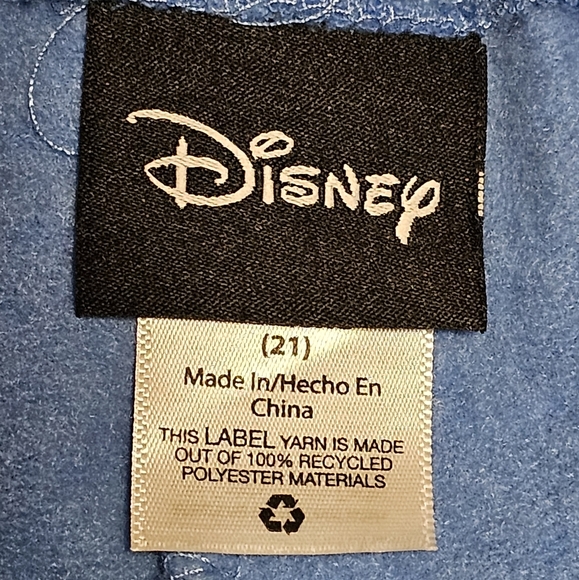 Disney
(21)
Made In/Hecho En
China
THIS LABEL YARN IS MADE
OUT OF 100% RECYCLED
POLYESTER MATERIALS